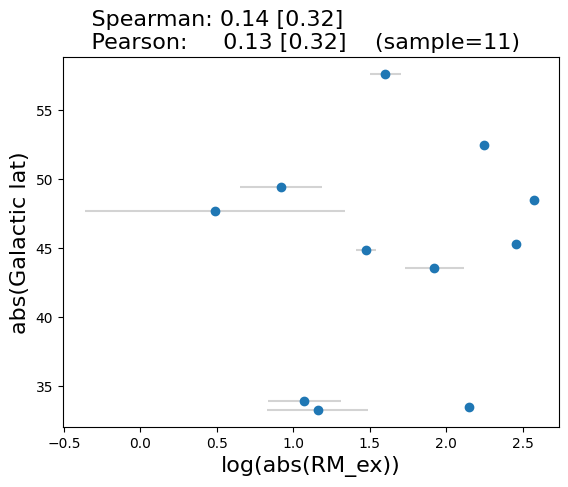 Spearman: 0.14 [0.32]
Pearson: 0.13 [0.32] (sample=11)
abs(Galactic lat)
55
50
45
40
35
−0.5 0.0 0.5 1.0 1.5 2.0 2.5
log(abs(RM_ex))